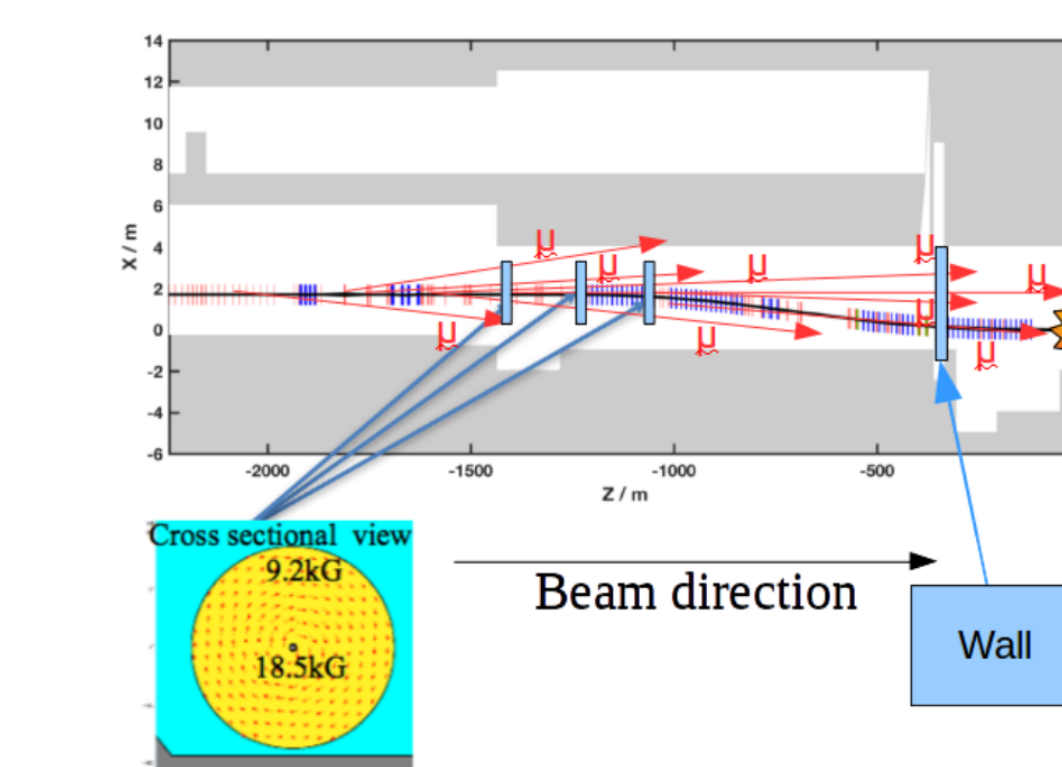 14
12
10
8
6
4
2
0
-2
-4
-6
X / m
μ
μ
μ
μ
μ
μ
μ
μ
μ
-2000
-1500
-1000
-500
Z / m
Cross sectional view
9.2kG
18.5kG
Beam direction
Wall